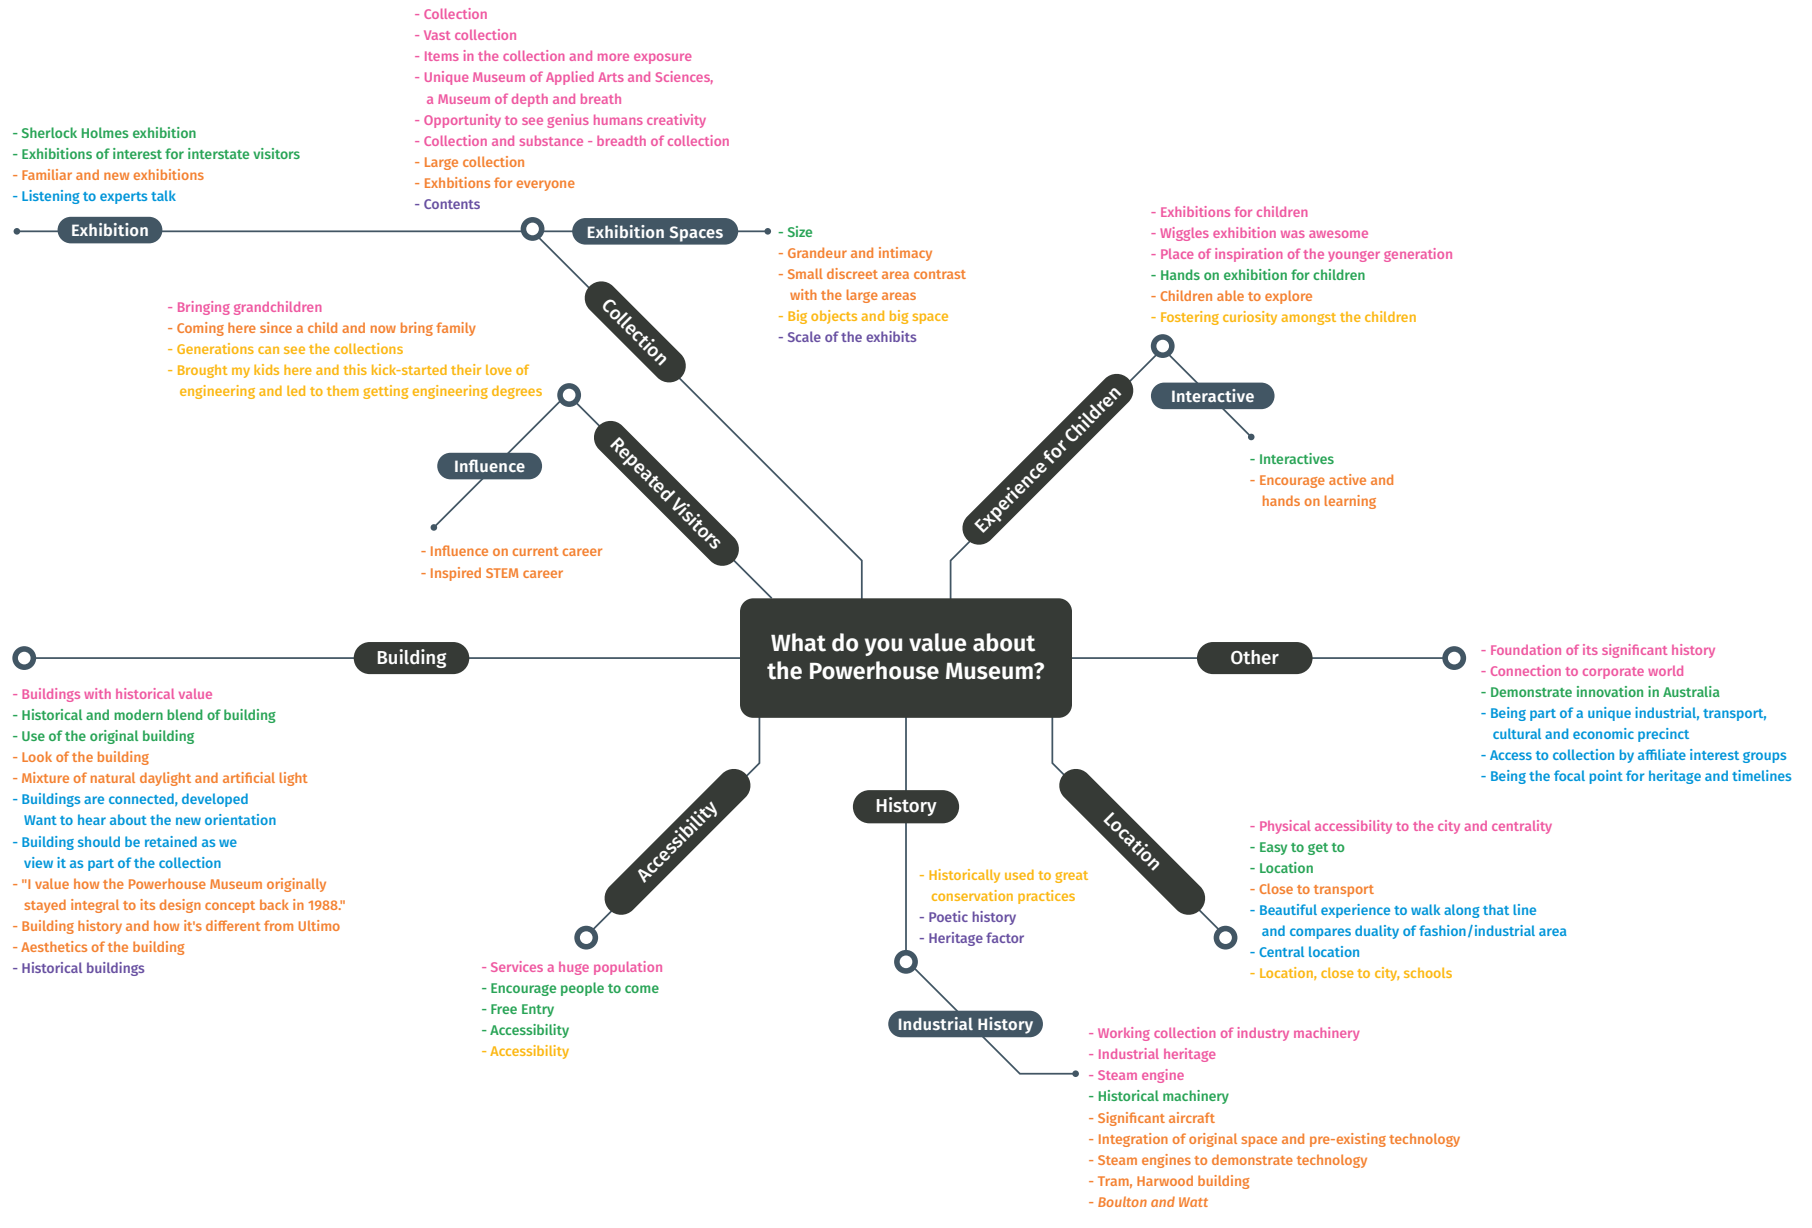 - Collection
- Vast collection
- Items in the collection and more exposure
- Unique Museum of Applied Arts and Sciences,
a Museum of depth and breath
- Opportunity to see genius humans creativity
- Collection and substance - breadth of collection
- Large collection
- Exhbitions for everyone
- Contents
- Sherlock Holmes exhibition
- Exhibitions of interest for interstate visitors
- Familiar and new exhibitions
- Listening to experts talk
Exhibition
Exhibition Spaces
- Size
- Grandeur and intimacy
- Small discreet area contrast
with the large areas
- Big objects and big space
- Scale of the exhibits
Collection
- Bringing grandchildren
- Coming here since a child and now bring family
- Generations can see the collections
- Brought my kids here and this kick-started their love of
engineering and led to them getting engineering degrees
Repeated Visitors
Influence
- Influence on current career
- Inspired STEM career
- Exhibitions for children
- Wiggles exhibition was awesome
- Place of inspiration of the younger generation
- Hands on exhibition for children
- Children able to explore
- Fostering curiosity amongst the children
Experience for Children
Interactive
- Interactives
- Encourage active and
hands on learning
What do you value about
the Powerhouse Museum?
Building
- Buildings with historical value
- Historical and modern blend of building
- Use of the original building
- Look of the building
- Mixture of natural daylight and artificial light
- Buildings are connected, developed
Want to hear about the new orientation
- Building should be retained as we
view it as part of the collection
- "I value how the Powerhouse Museum originally
stayed integral to its design concept back in 1988."
- Building history and how it's different from Ultimo
- Aesthetics of the building
- Historical buildings
Other
- Foundation of its significant history
- Connection to corporate world
- Demonstrate innovation in Australia
- Being part of a unique industrial, transport,
cultural and economic precinct
- Access to collection by affiliate interest groups
- Being the focal point for heritage and timelines
Accessibility
- Services a huge population
- Encourage people to come
- Free Entry
- Accessibility
- Accessibility
History
- Historically used to great
conservation practices
- Poetic history
- Heritage factor
Industrial History
- Working collection of industry machinery
- Industrial heritage
- Steam engine
- Historical machinery
- Significant aircraft
- Integration of original space and pre-existing technology
- Steam engines to demonstrate technology
- Tram, Harwood building
- Boulton and Watt
Location
- Physical accessibility to the city and centrality
- Easy to get to
- Location
- Close to transport
- Beautiful experience to walk along that line
and compares duality of fashion/industrial area
- Central location
- Location, close to city, schools